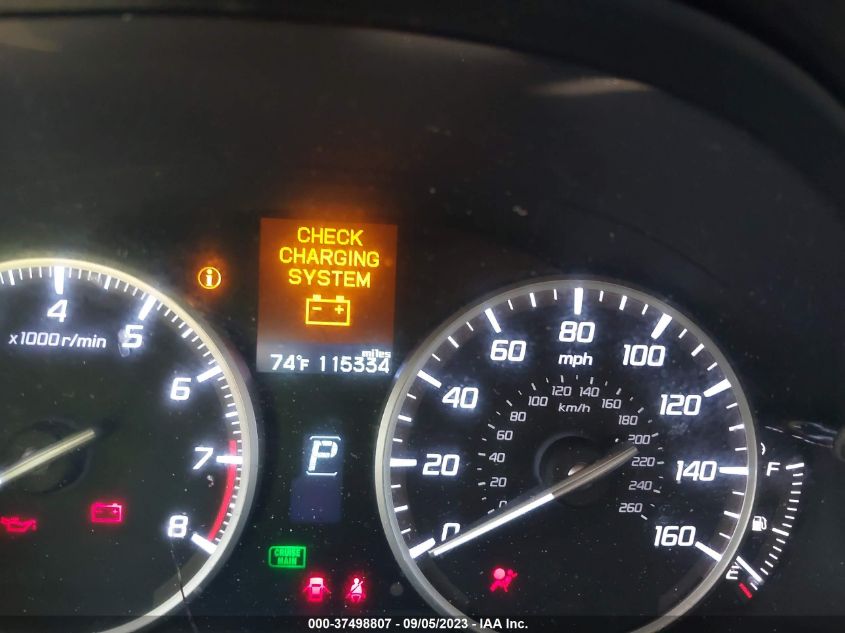 CHECK
CHARGING
SYSTEM
miles
74°F 115334
4
5
x1000 r/min
6
7
8
P
CRUISE
MAIN
0
20
40
60
80
100
120
140
160
mph
0
20
40
60
80
100
120
140
160
180
200
220
240
260
km/h
F
E
000-37498807 - 09/05/2023 - IAA Inc.